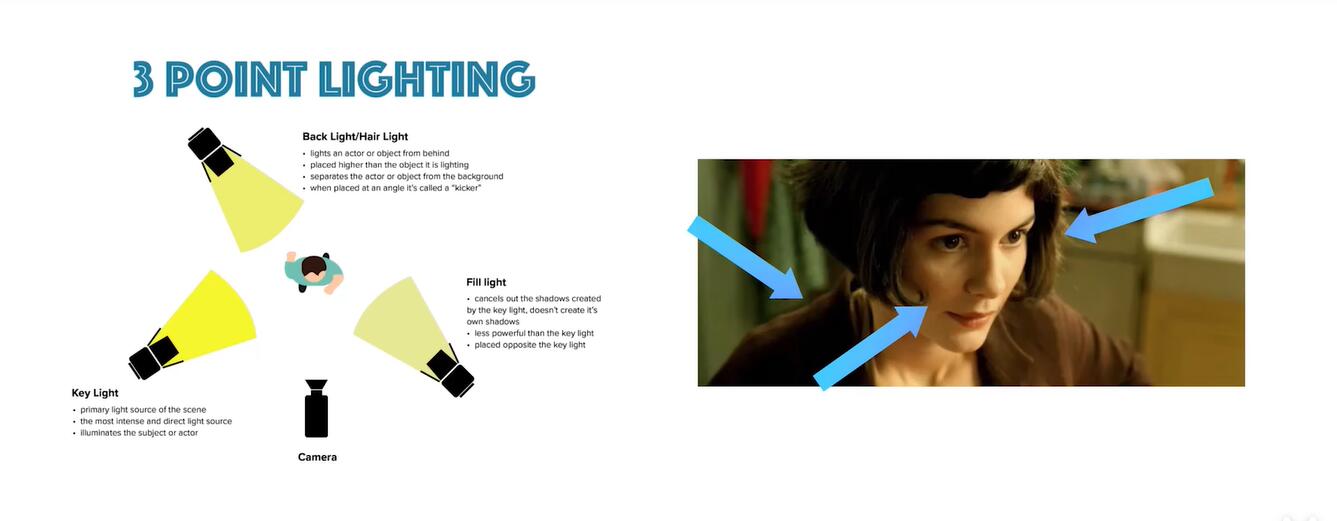 3 POINT LIGHTING
Back Light/Hair Light
• lights an actor or object from behind
• placed higher than the object it is lighting
• separates the actor or object from the background
• when placed at an angle it's called a "kicker"
Fill light
• cancels out the shadows created
by the key light, doesn't create it's
own shadows
• less powerful than the key light
• placed opposite the key light
Key Light
• primary light source of the scene
• the most intense and direct light source
• illuminates the subject or actor
Camera